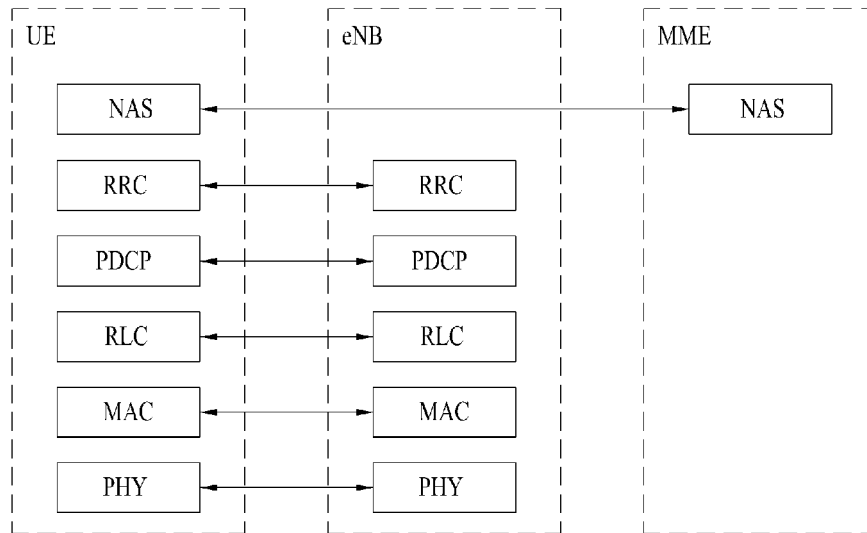 UE eNB MME
NAS NAS
RRC RRC
PDCP PDCP
RLC RLC
MAC MAC
PHY PHY